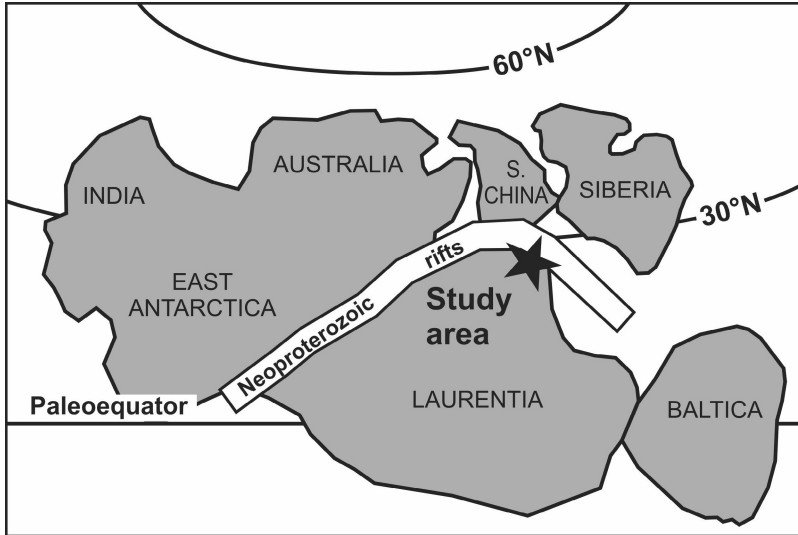 60°N
AUSTRALIA
S.
CHINA
SIBERIA
INDIA
30°N
EAST
ANTARCTICA
Neoproterozoic rifts
Study
area
LAURENTIA
BALTICA
Paleoequator